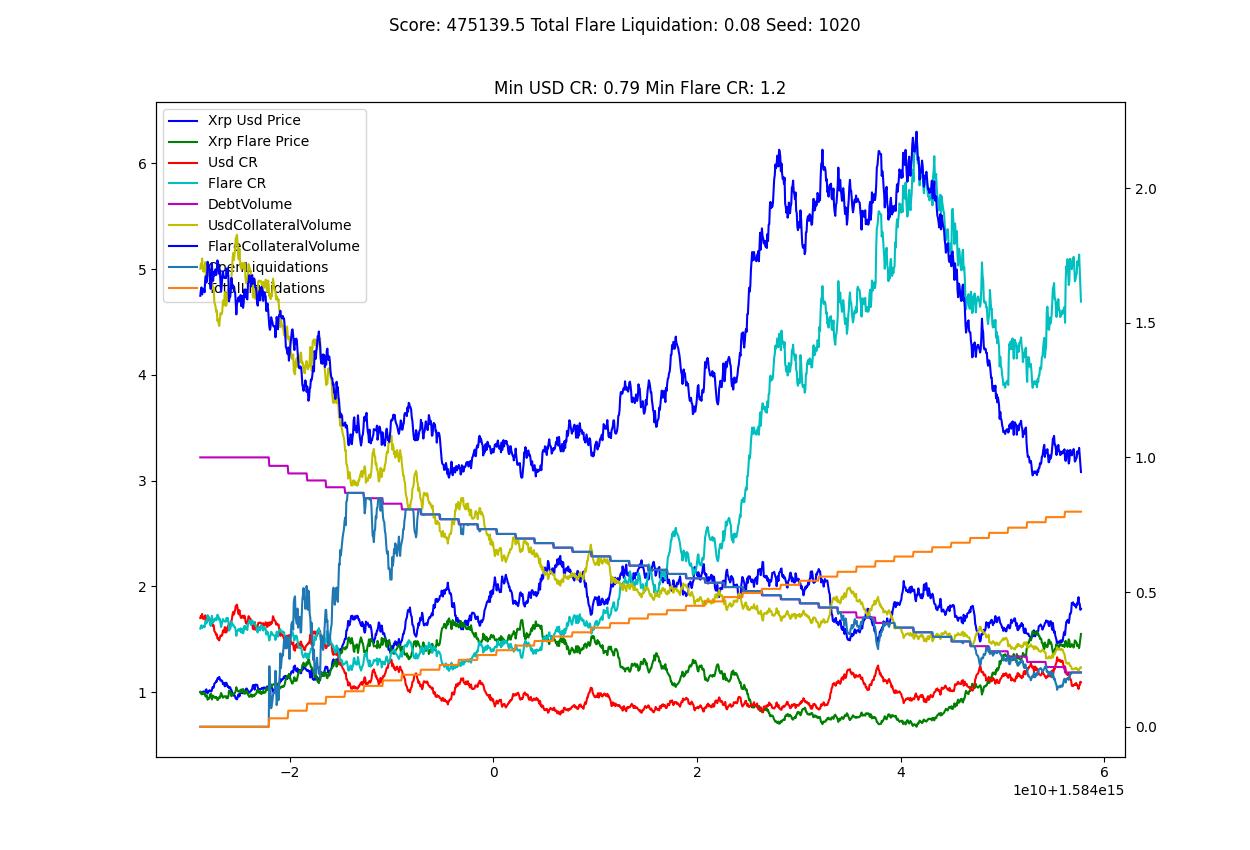 Score: 475139.5 Total Flare Liquidation: 0.08 Seed: 1020
Min USD CR: 0.79 Min Flare CR: 1.2
Xrp Usd Price
Xrp Flare Price
Usd CR
Flare CR
DebtVolume
UsdCollateralVolume
FlareCollateralVolume
OpenLiquidations
TotalLiquidations
6
5
4
3
2
1
2.0
1.5
1.0
0.5
0.0
−2
0
2
4
6
1e10+1.584e15